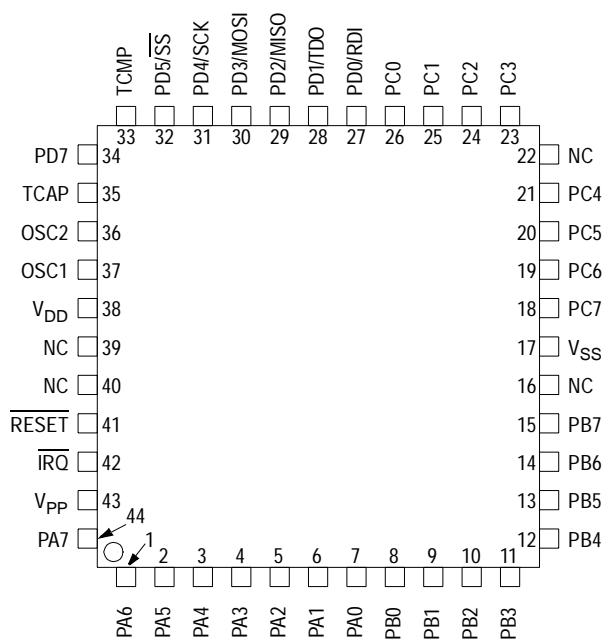 TCMP
PD5/S̅S̅
PD4/SCK
PD3/MOSI
PD2/MISO
PD1/TDO
PD0/RDI
PC0
PC1
PC2
PC3
33 32 31 30 29 28 27 26 25 24 23
PD7 34
TCAP 35
OSC2 36
OSC1 37
VDD 38
NC 39
NC 40
R̅E̅S̅E̅T̅ 41
I̅R̅Q̅ 42
VPP 43
PA7 44
22 NC
21 PC4
20 PC5
19 PC6
18 PC7
17 VSS
16 NC
15 PB7
14 PB6
13 PB5
12 PB4
1 2 3 4 5 6 7 8 9 10 11
PA6
PA5
PA4
PA3
PA2
PA1
PA0
PB0
PB1
PB2
PB3